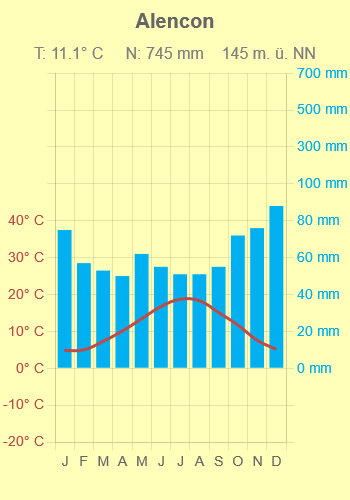 Alencon
T: 11.1° C N: 745 mm 145 m. ü. NN
700 mm
500 mm
300 mm
100 mm
40° C 80 mm
30° C 60 mm
20° C 40 mm
10° C 20 mm
0° C 0 mm
-10° C
-20° C
J F M A M J J A S O N D